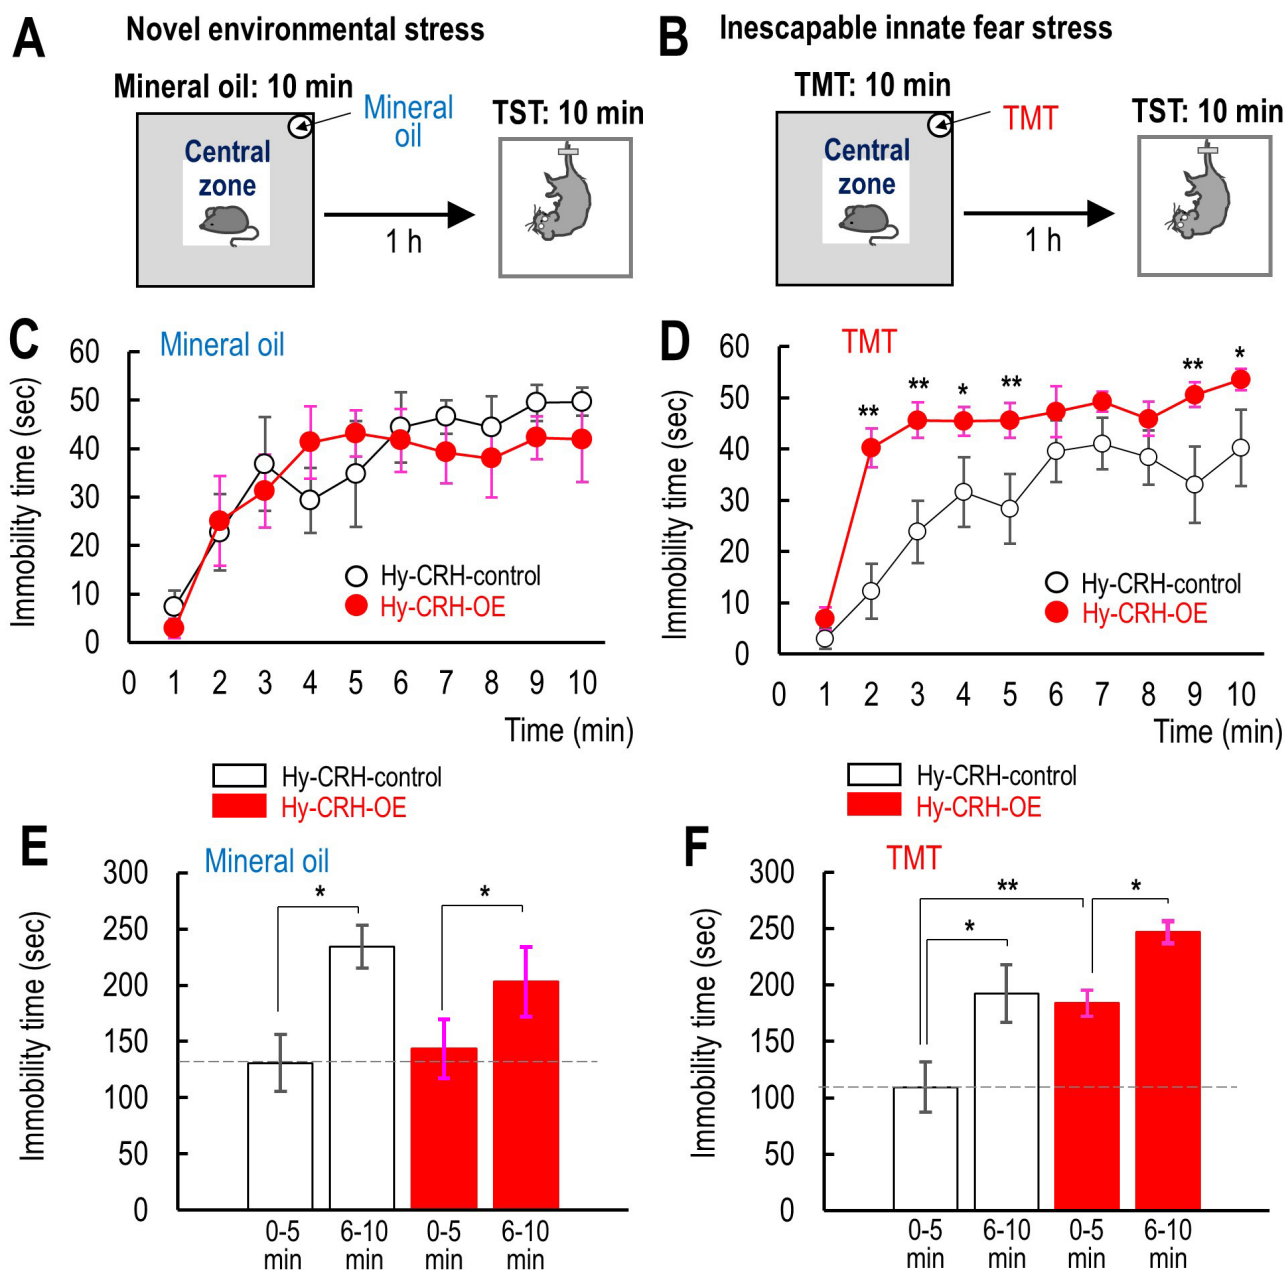 A
Novel environmental stress
Mineral oil: 10 min
Mineral
oil
TST: 10 min
Central
zone
1 h
B
Inescapable innate fear stress
TMT: 10 min
TMT
TST: 10 min
Central
zone
1 h
C
Mineral oil
Immobility time (sec)
60
50
40
30
20
10
0
Hy-CRH-control
Hy-CRH-OE
0 1 2 3 4 5 6 7 8 9 10
Time (min)
D
TMT
Immobility time (sec)
60
50
40
30
20
10
0
** ** * ** ** *
Hy-CRH-control
Hy-CRH-OE
0 1 2 3 4 5 6 7 8 9 10
Time (min)
Hy-CRH-control
Hy-CRH-OE
E
Mineral oil
Immobility time (sec)
300
250
200
150
100
50
0
* *
0-5 6-10 0-5 6-10
min min min min
Hy-CRH-control
Hy-CRH-OE
F
TMT
Immobility time (sec)
300
250
200
150
100
50
0
** *
*
0-5 6-10 0-5 6-10
min min min min